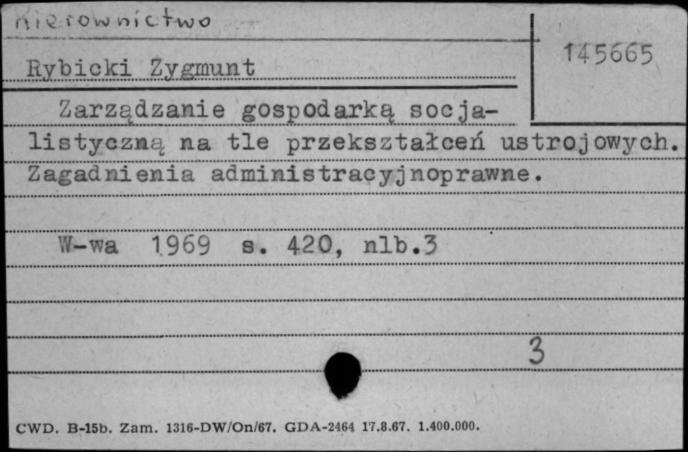 kierownictwo
145665
Rybicki Zygmunt
Zarządzanie gospodarką socja-
listyczną na tle przekształceń ustrojowych.
Zagadnienia administracyjnoprawne.
W-wa 1969 s. 420, nlb.3
3
CWD. B-15b. Zam. 1316-DW/On/67. GDA-2464 17.8.67. 1.400.000.